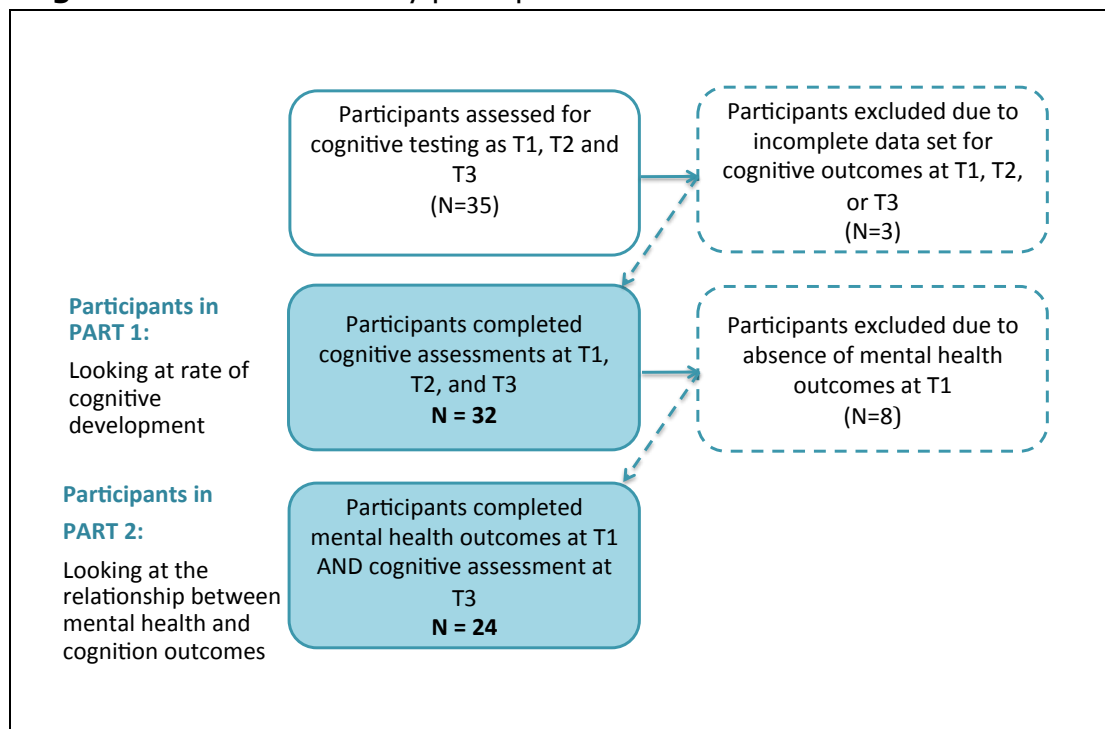 Participants assessed for
cognitive testing as T1, T2 and
T3
(N=35)
Participants excluded due to
incomplete data set for
cognitive outcomes at T1, T2,
or T3
(N=3)
Participants in
PART 1:
Looking at rate of
cognitive
development
Participants completed
cognitive assessments at T1,
T2, and T3
N = 32
Participants excluded due to
absence of mental health
outcomes at T1
(N=8)
Participants in
PART 2:
Looking at the
relationship between
mental health and
cognition outcomes
Participants completed
mental health outcomes at T1
AND cognitive assessment at
T3
N = 24